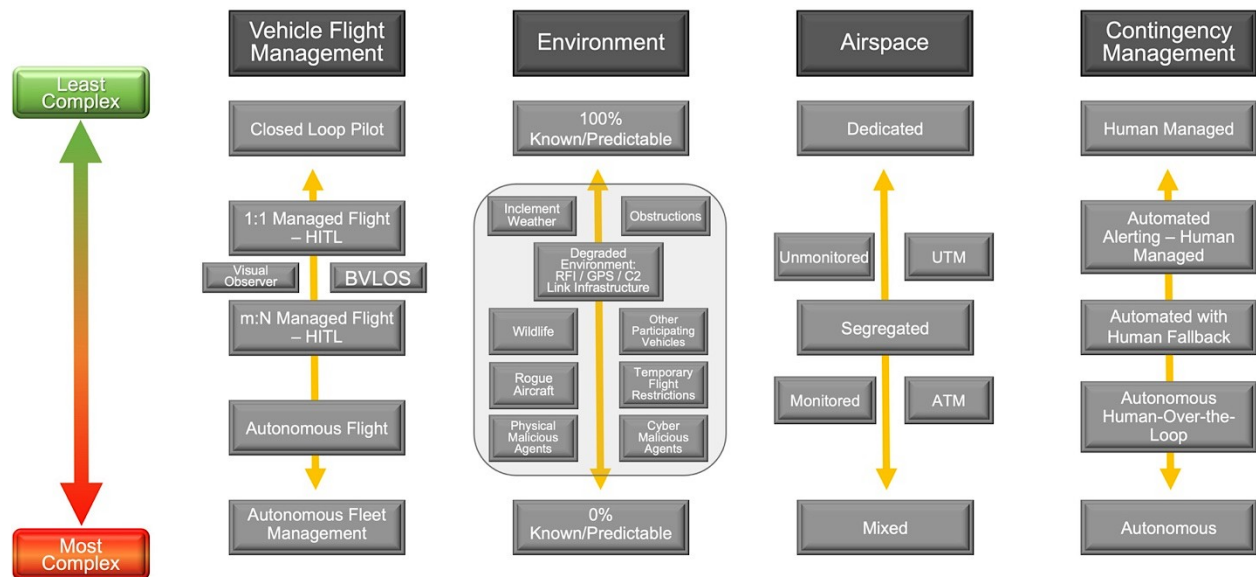 Least
Complex
Most
Complex
Vehicle Flight
Management
Closed Loop Pilot
1:1 Managed Flight
– HITL
Visual
Observer
BVLOS
m:N Managed Flight
– HITL
Autonomous Flight
Autonomous Fleet
Management
Environment
100%
Known/Predictable
Inclement
Weather
Obstructions
Degraded
Environment:
RFI / GPS / C2
Link Infrastructure
Wildlife
Other
Participating
Vehicles
Rogue
Aircraft
Temporary
Flight
Restrictions
Physical
Malicious
Agents
Cyber
Malicious
Agents
0%
Known/Predictable
Airspace
Dedicated
Unmonitored
UTM
Segregated
Monitored
ATM
Mixed
Contingency
Management
Human Managed
Automated
Alerting – Human
Managed
Automated with
Human Fallback
Autonomous
Human-Over-the-
Loop
Autonomous